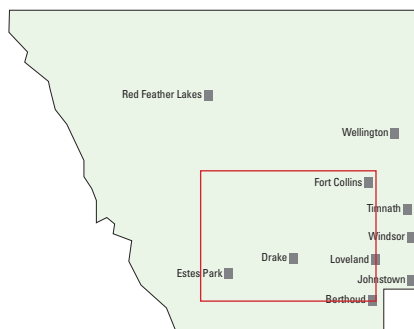 Red Feather Lakes
Wellington
Fort Collins
Timnath
Windsor
Drake
Loveland
Estes Park
Johnstown
Berthoud